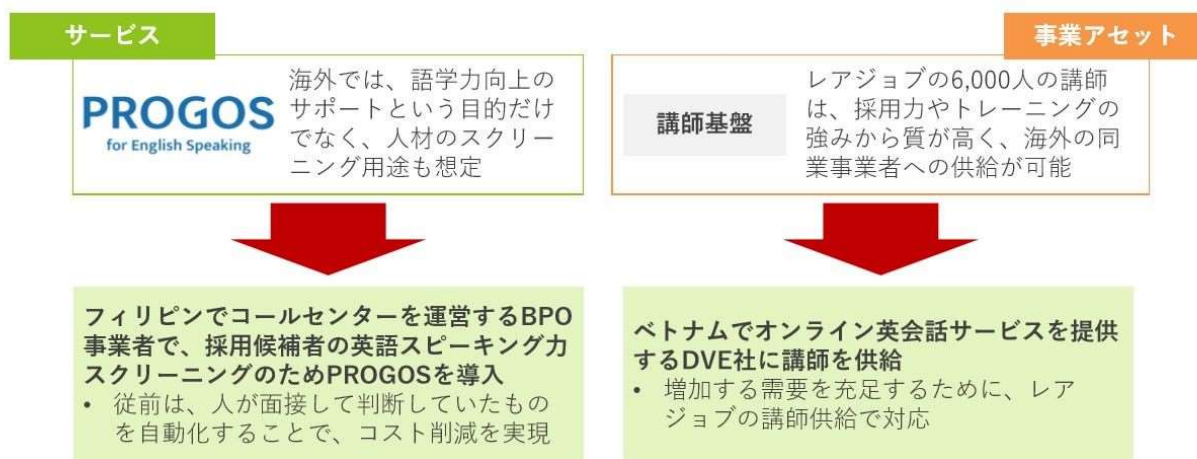 サービス
PROGOS
for English Speaking
海外では、語学力向上の
サポートという目的だけ
でなく、人材のスクリー
ニング用途も想定
フィリピンでコールセンターを運営するBPO
事業者で、採用候補者の英語スピーキング力
スクリーニングのためPROGOSを導入
• 従前は、人が面接して判断していたもの
を自動化することで、コスト削減を実現
事業アセット
講師基盤
レアジョブの6,000人の講師
は、採用力やトレーニングの
強みから質が高く、海外の同
業事業者への供給が可能
ベトナムでオンライン英会話サービスを提供
するDVE社に講師を供給
• 増加する需要を充足するために、レア
ジョブの講師供給で対応